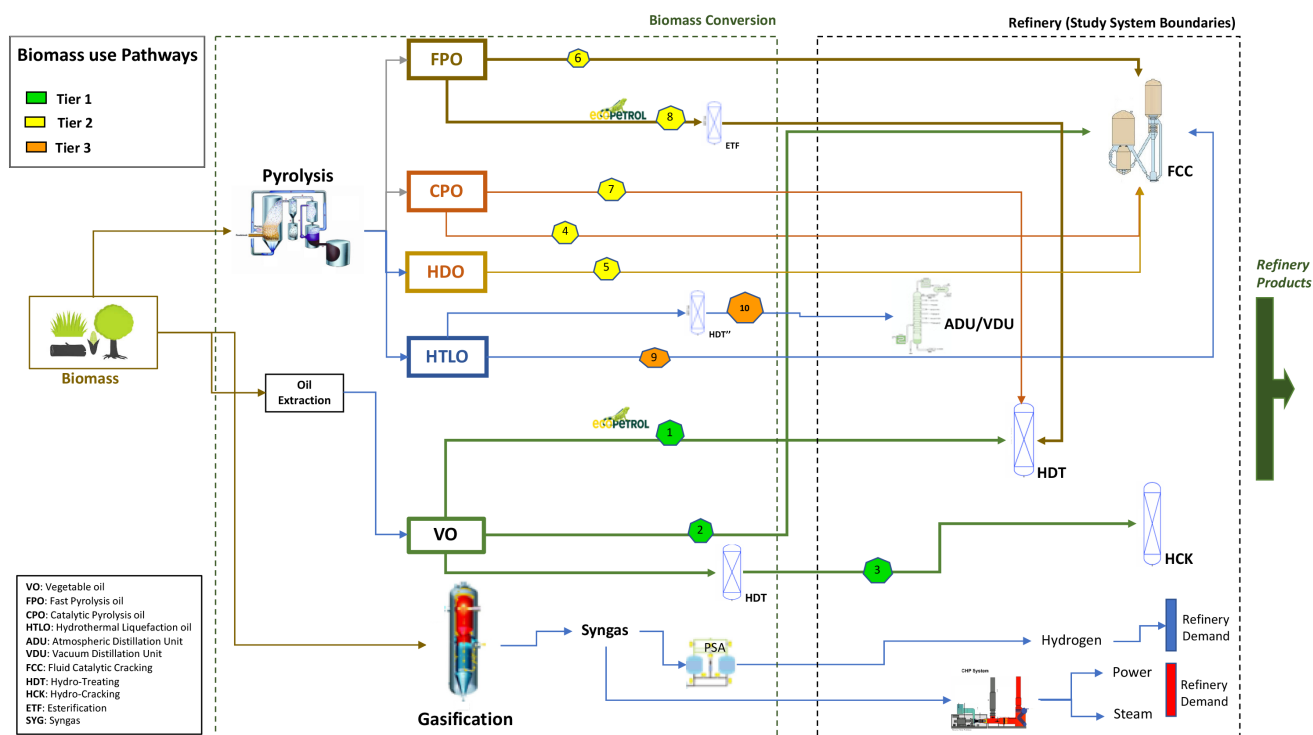 Biomass Conversion
Refinery (Study System Boundaries)
Biomass use Pathways
Tier 1
Tier 2
Tier 3
FPO
6
ecopetrol
8
ETF
FCC
Pyrolysis
CPO
7
4
HDO
5
Refinery
Products
HDT’’
10
ADU/VDU
HTLO
9
Biomass
Oil
Extraction
ecopetrol
1
HDT
VO
2
HCK
HDT
3
VO: Vegetable oil
FPO: Fast Pyrolysis oil
CPO: Catalytic Pyrolysis oil
HTLO: Hydrothermal Liquefaction oil
ADU: Atmospheric Distillation Unit
VDU: Vacuum Distillation Unit
FCC: Fluid Catalytic Cracking
HDT: Hydro-Treating
HCK: Hydro-Cracking
ETF: Esterification
SYG: Syngas
Gasification
Syngas
PSA
Hydrogen
Refinery
Demand
CHP System
Power
Steam
Refinery
Demand